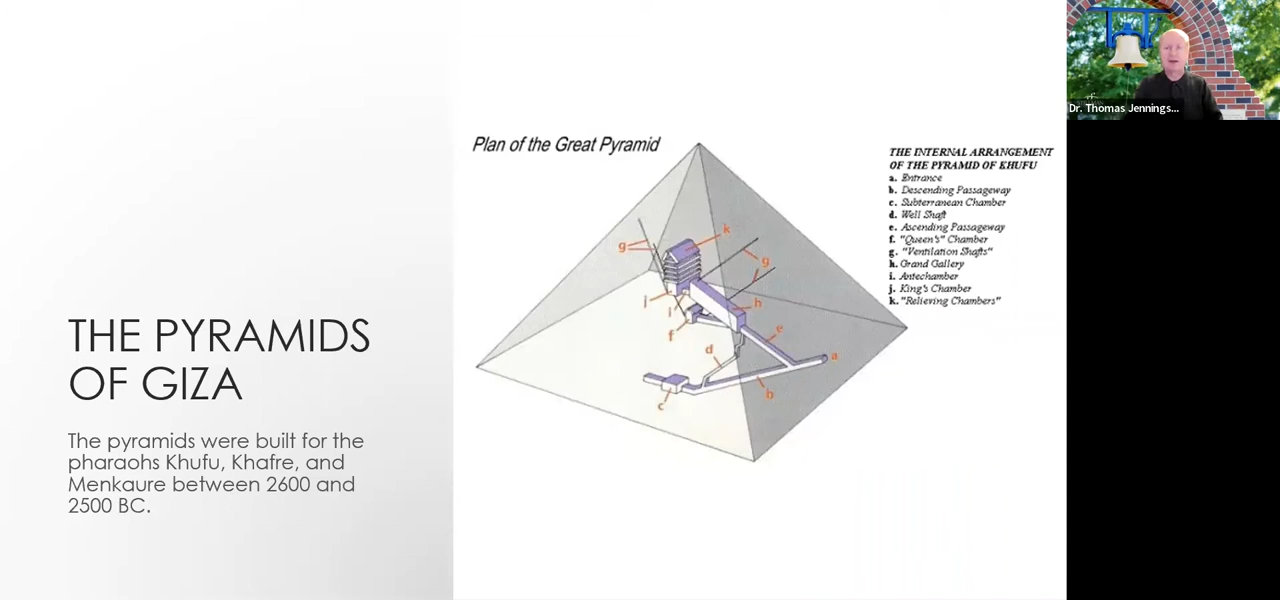 THE PYRAMIDS
OF GIZA
The pyramids were built for the
pharaohs Khufu, Khafre, and
Menkaure between 2600 and
2500 BC.
Plan of the Great Pyramid
g
k
g
j
i
h
f
e
d
a
b
c
THE INTERNAL ARRANGEMENT
OF THE PYRAMID OF KHUFU
a. Entrance
b. Descending Passageway
c. Subterranean Chamber
d. Well Shaft
e. Ascending Passageway
f. "Queen's" Chamber
g. "Ventilation Shafts"
h. Grand Gallery
i. Antechamber
j. King's Chamber
k. "Relieving Chambers"
Dr. Thomas Jennings...